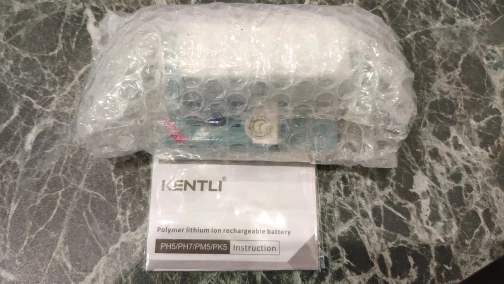 KENTLI
Polymer lithium ion rechargeable battery
PH5/PH7/PM5/PK5 Instruction